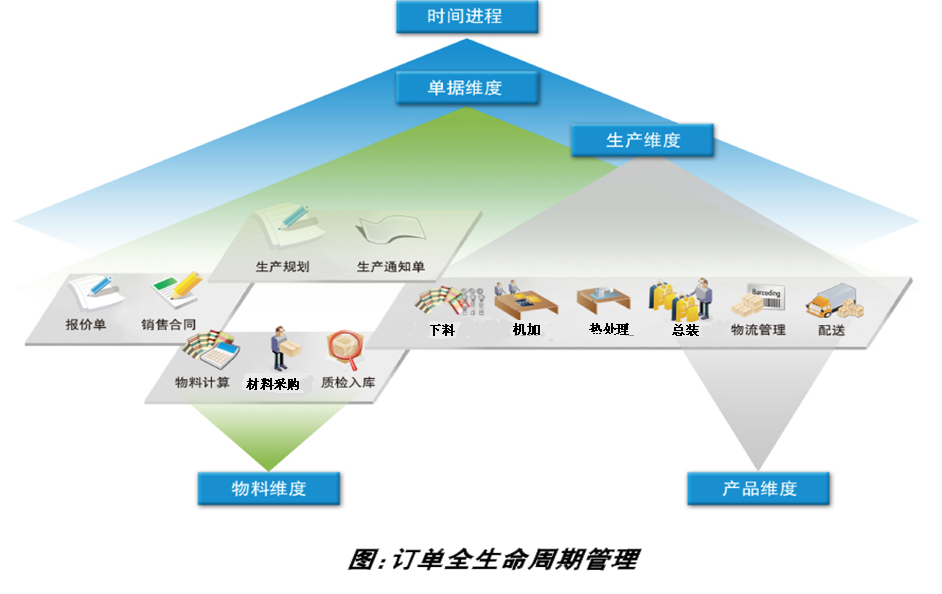 时间进程
单据维度
生产维度
生产规划
生产通知单
报价单
销售合同
下料
机加
热处理
总装
Barcoding
物流管理
配送
物料计算
材料采购
质检入库
物料维度
产品维度
图:订单全生命周期管理